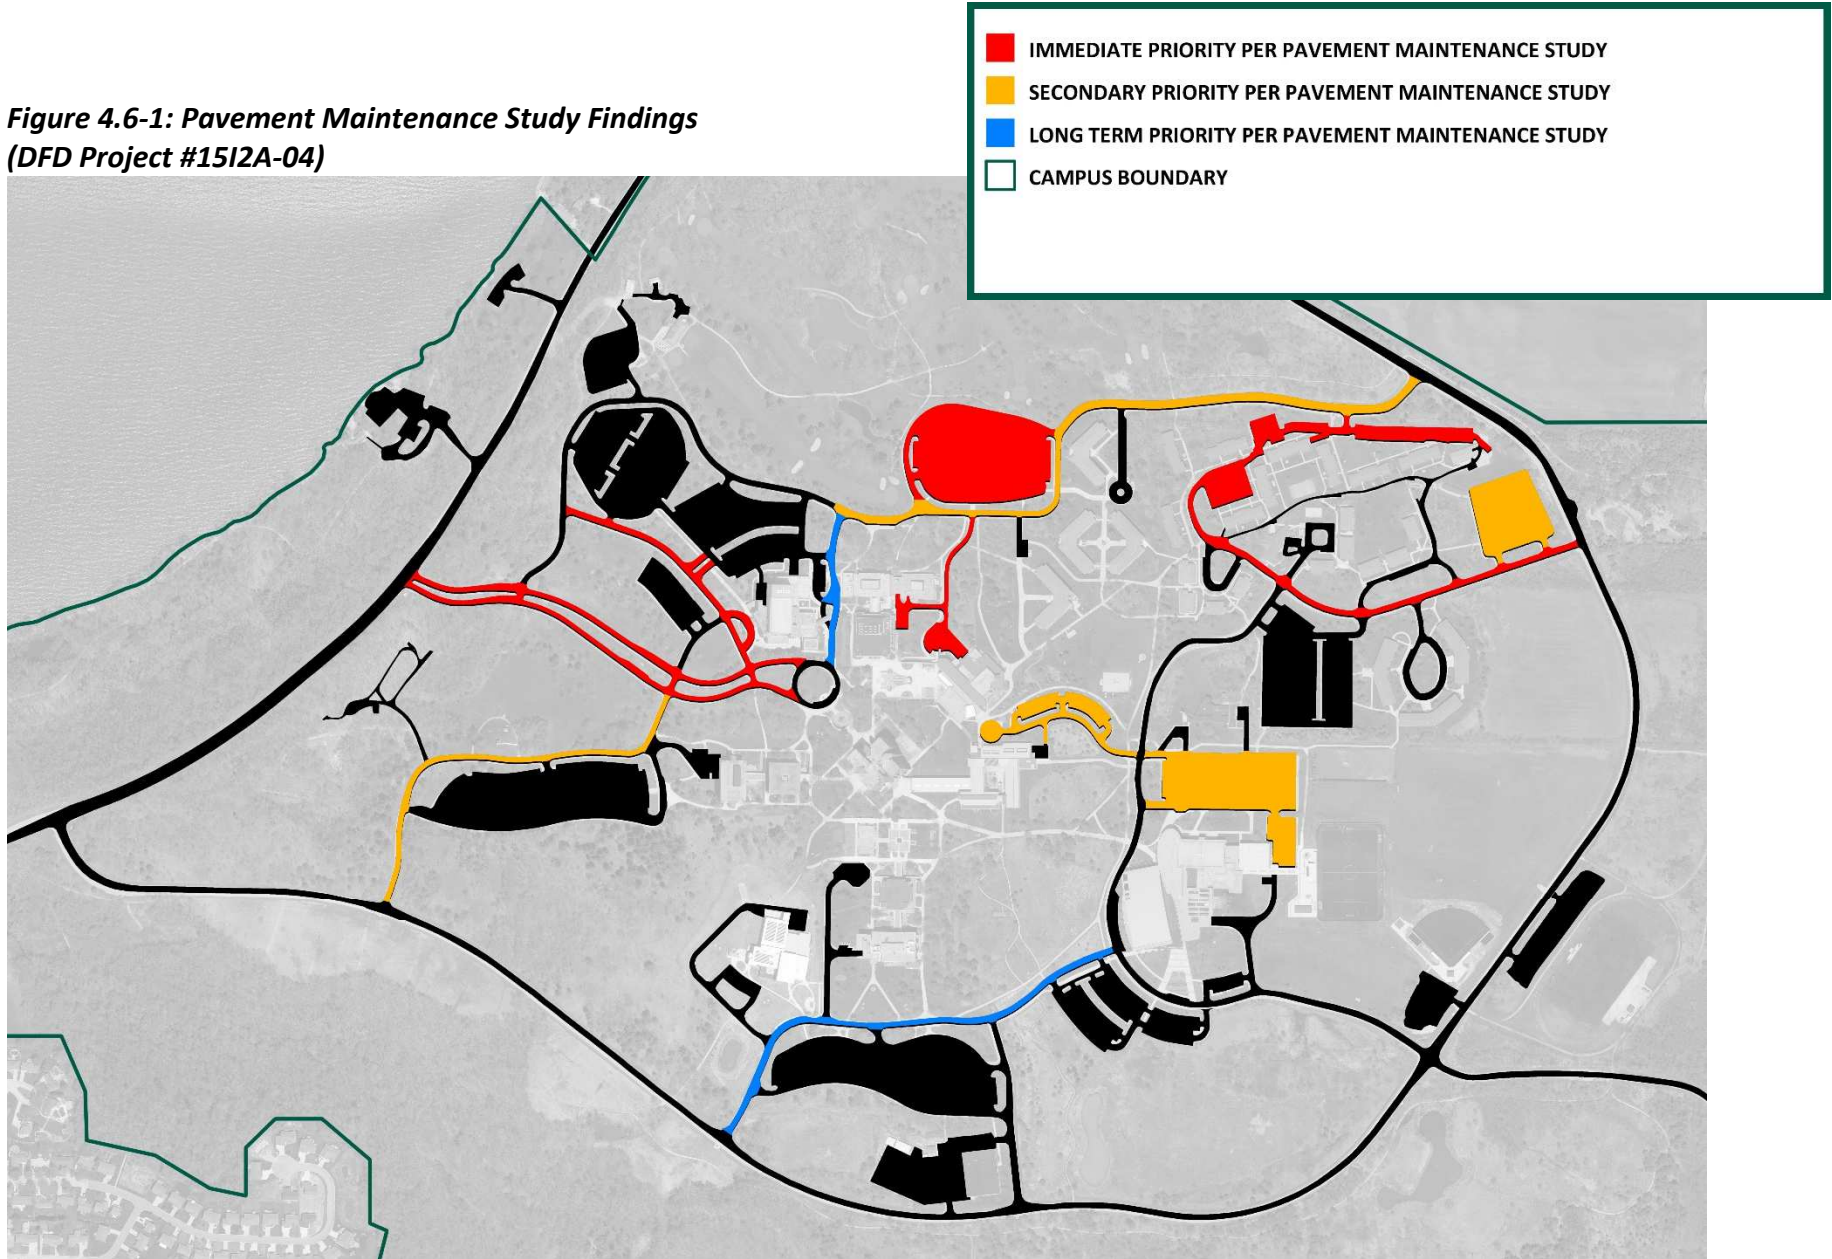 IMMEDIATE PRIORITY PER PAVEMENT MAINTENANCE STUDY
SECONDARY PRIORITY PER PAVEMENT MAINTENANCE STUDY
LONG TERM PRIORITY PER PAVEMENT MAINTENANCE STUDY
CAMPUS BOUNDARY
Figure 4.6-1: Pavement Maintenance Study Findings
(DFD Project #15I2A-04)